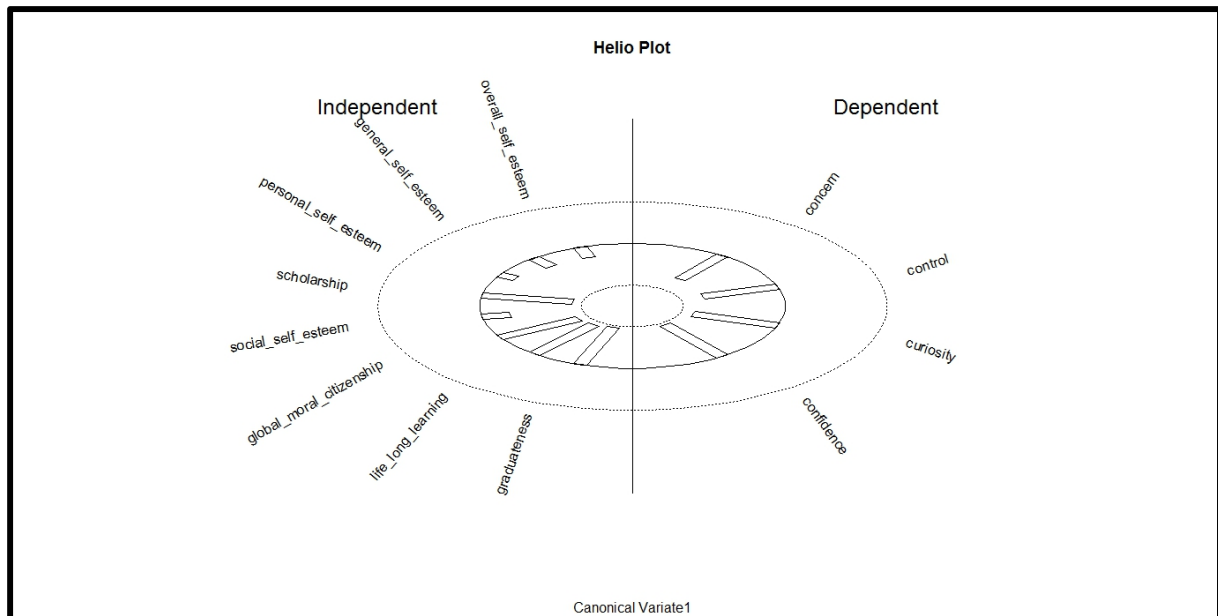 Helio Plot
Independent
Dependent
overall_self_esteem
general_self_esteem
personal_self_esteem
scholarship
social_self_esteem
global_moral_citizenship
life_long_learning
graduateness
concern
control
curiosity
confidence
Canonical Variate1